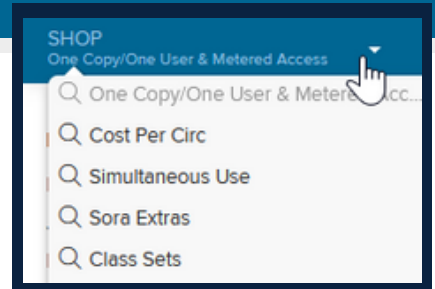 SHOP
One Copy/One User & Metered Access
One Copy/One User & Metered Acc...
Cost Per Circ
Simultaneous Use
Sora Extras
Class Sets